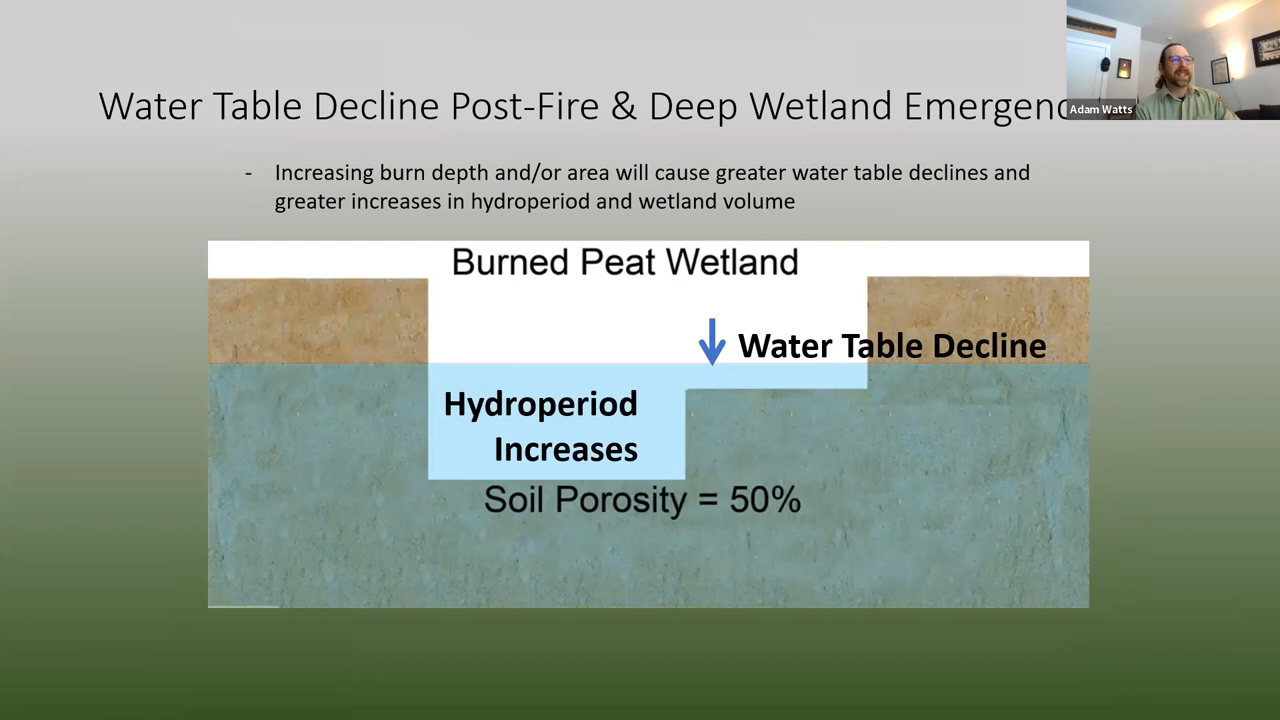 Water Table Decline Post-Fire & Deep Wetland Emergenc
Adam Watts
- Increasing burn depth and/or area will cause greater water table declines and
greater increases in hydroperiod and wetland volume
Burned Peat Wetland
Water Table Decline
Hydroperiod
Increases
Soil Porosity = 50%